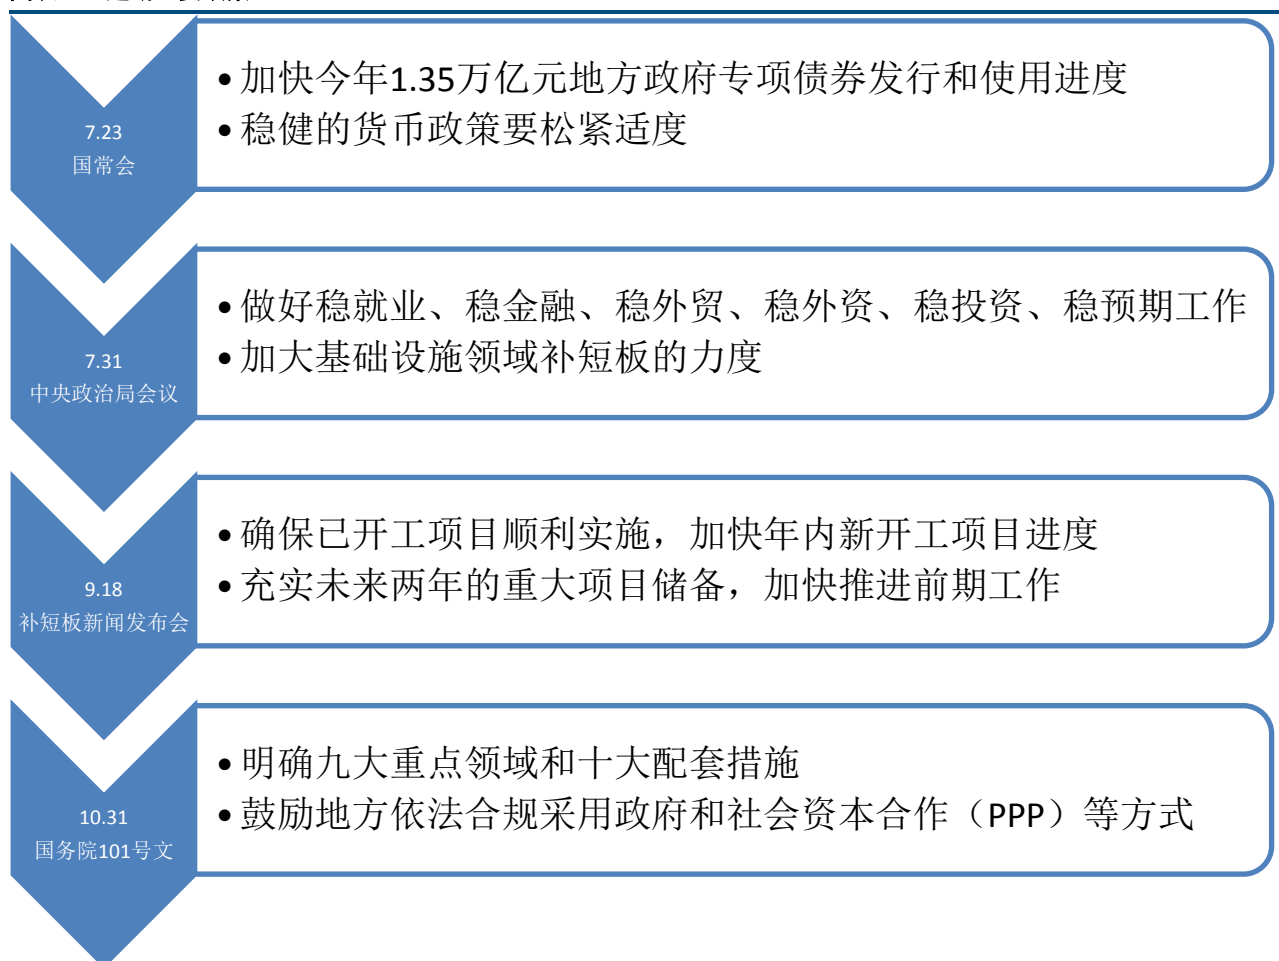 7.23
国常会
•加快今年1.35万亿元地方政府专项债券发行和使用进度
•稳健的货币政策要松紧适度
7.31
中央政治局会议
•做好稳就业、稳金融、稳外贸、稳外资、稳投资、稳预期工作
•加大基础设施领域补短板的力度
9.18
补短板新闻发布会
•确保已开工项目顺利实施，加快年内新开工项目进度
•充实未来两年的重大项目储备，加快推进前期工作
10.31
国务院101号文
•明确九大重点领域和十大配套措施
•鼓励地方依法合规采用政府和社会资本合作（PPP）等方式